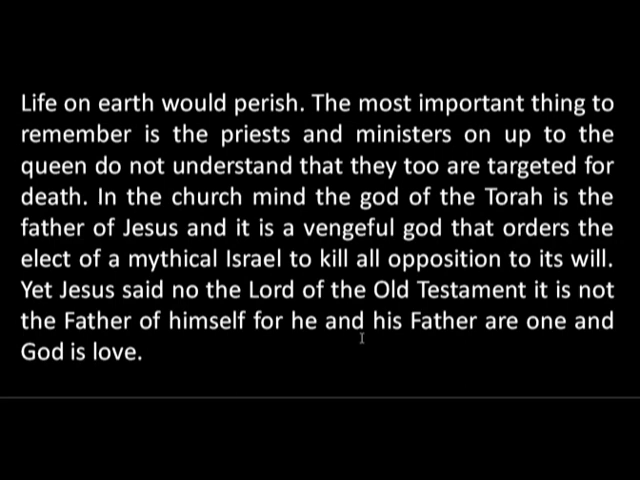 Life on earth would perish. The most important thing to
remember is the priests and ministers on up to the
queen do not understand that they too are targeted for
death. In the church mind the god of the Torah is the
father of Jesus and it is a vengeful god that orders the
elect of a mythical Israel to kill all opposition to its will.
Yet Jesus said no the Lord of the Old Testament it is not
the Father of himself for he and his Father are one and
God is love.